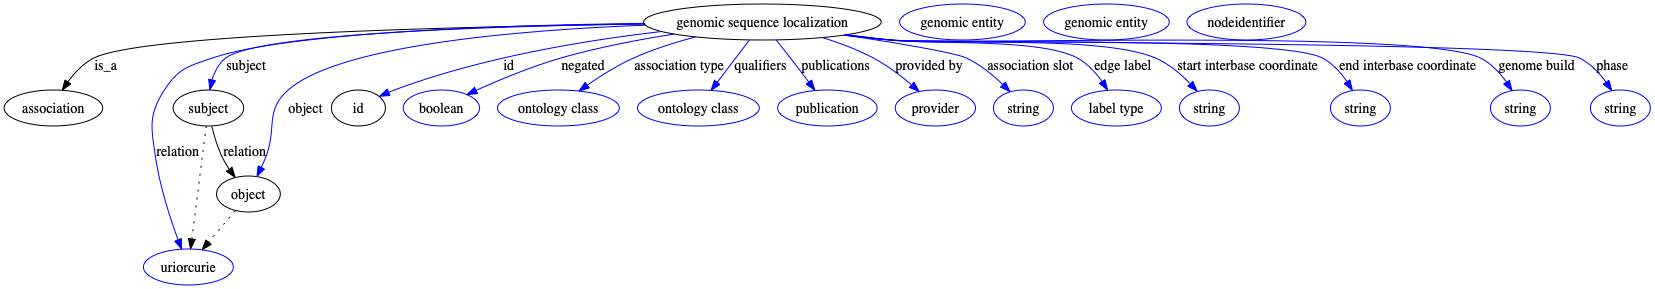 genomic sequence localization
genomic entity
genomic entity
nodeidentifier
is_a
subject
object
id
negated
association type
qualifiers
publications
provided by
association slot
edge label
start interbase coordinate
end interbase coordinate
genome build
phase
association
subject
id
boolean
ontology class
ontology class
publication
provider
string
label type
string
string
string
string
relation
relation
object
uriorcurie